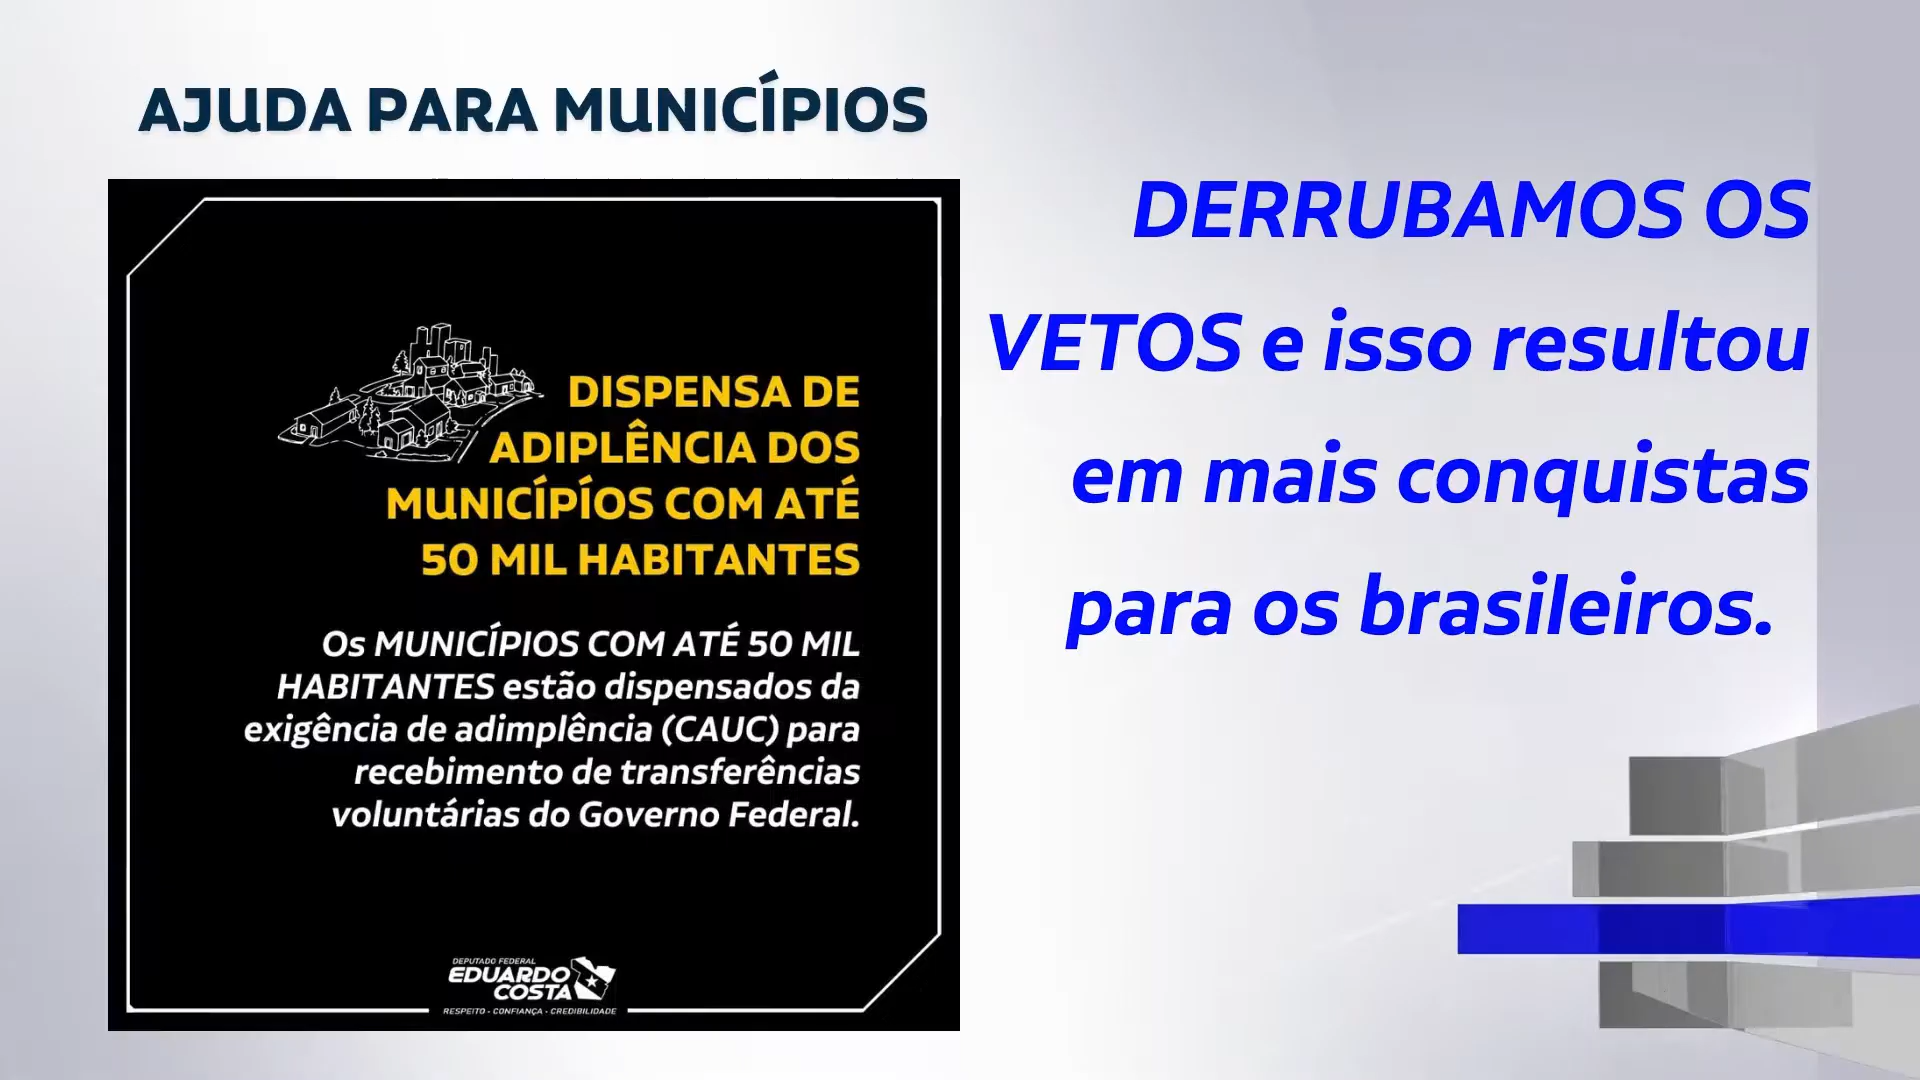 AJUDA PARA MUNICÍPIOS
DERRUBAMOS OS
VETOS e isso resultou
em mais conquistas
para os brasileiros.
DISPENSA DE
ADIPLÊNCIA DOS
MUNICÍPÍOS COM ATÉ
50 MIL HABITANTES
Os MUNICÍPIOS COM ATÉ 50 MIL
HABITANTES estão dispensados da
exigência de adimplência (CAUC) para
recebimento de transferências
voluntárias do Governo Federal.
DEPUTADO FEDERAL
EDUARDO
COSTA
RESPEITO - CONFIANÇA - CREDIBILIDADE